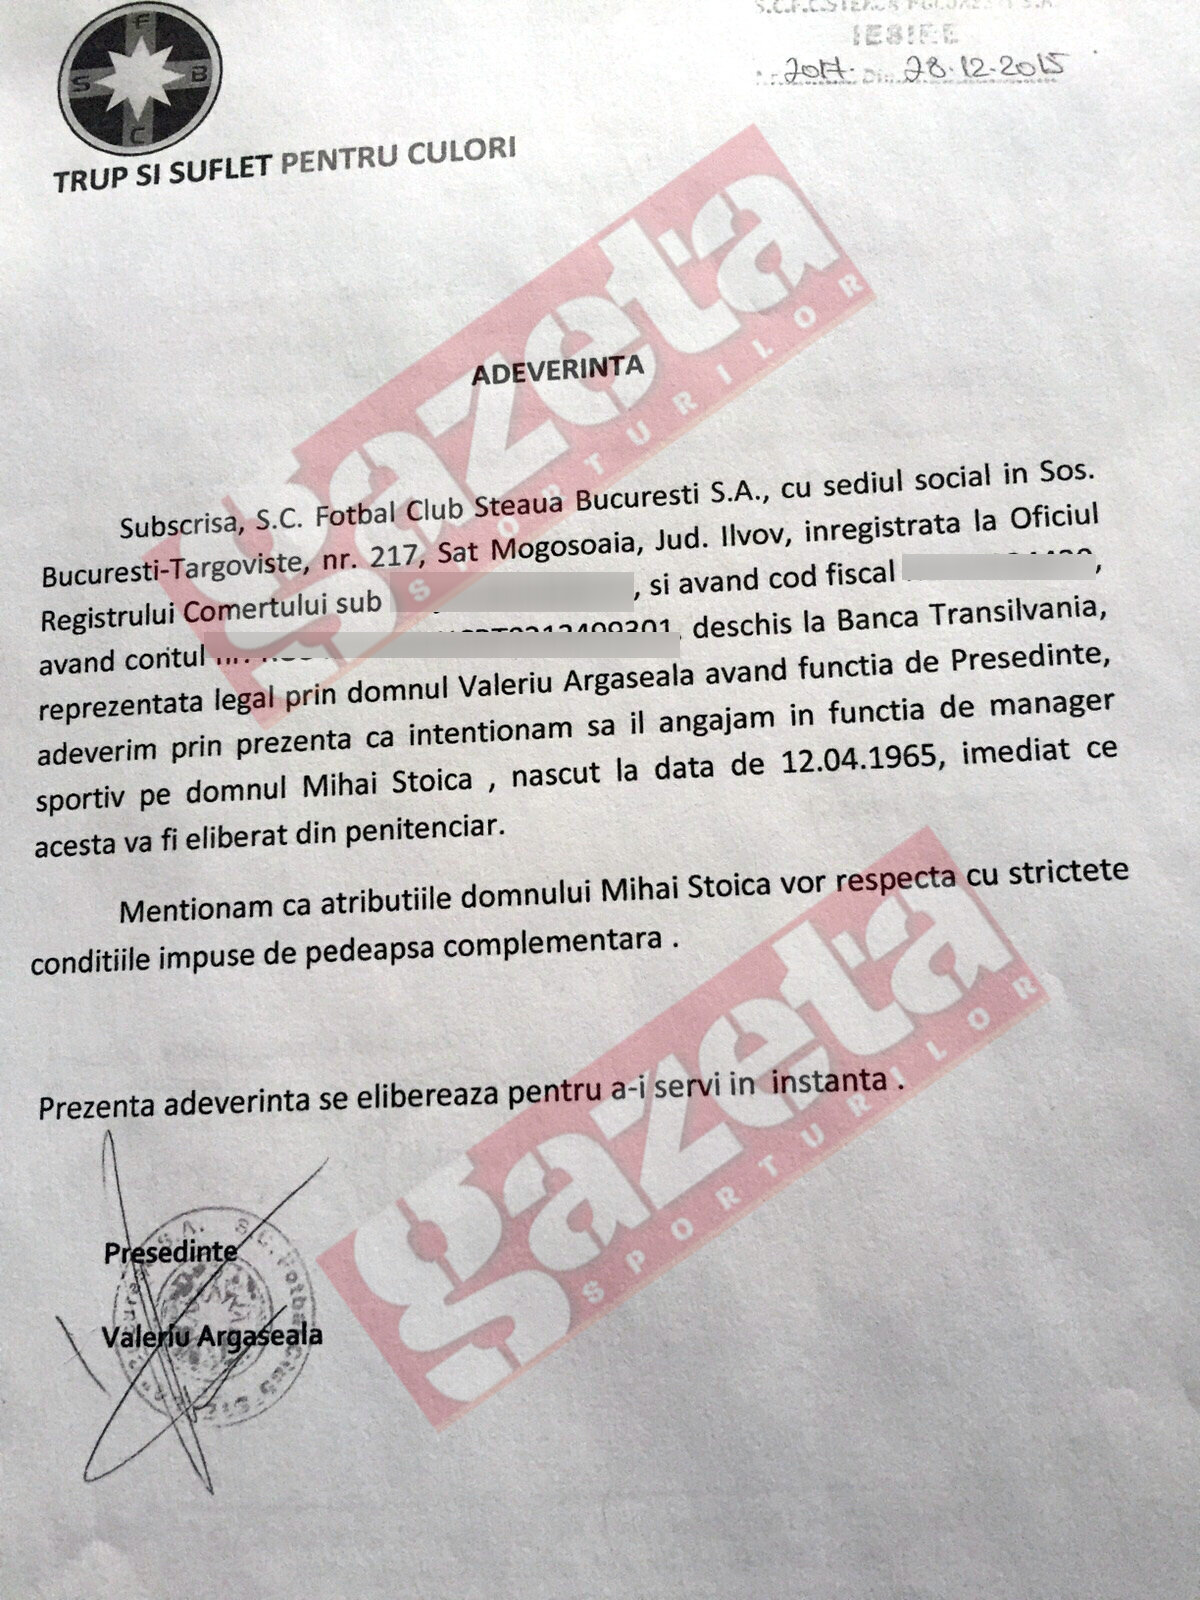 F
S B
C
TRUP SI SUFLET PENTRU CULORI
IESIRE
Nr. 2017. Din 28.12.2015
gazeta
SPORTURILOR
ADEVERINTA
Subscrisa, S.C. Fotbal Club Steaua Bucuresti S.A., cu sediul social in Sos.
Bucuresti-Targoviste, nr. 217, Sat Mogosoaia, Jud. Ilvov, inregistrata la Oficiul
Registrului Comertului sub , si avand cod fiscal ,
avand contul , deschis la Banca Transilvania,
reprezentata legal prin domnul Valeriu Argaseala avand functia de Presedinte,
adeverim prin prezenta ca intentionam sa il angajam in functia de manager
sportiv pe domnul Mihai Stoica , nascut la data de 12.04.1965, imediat ce
acesta va fi eliberat din penitenciar.
Mentionam ca atributiile domnului Mihai Stoica vor respecta cu strictete
conditiile impuse de pedeapsa complementara .
gazeta
SPORTURILOR
Prezenta adeverinta se elibereaza pentru a-i servi in instanta .
Presedinte
Valeriu Argaseala